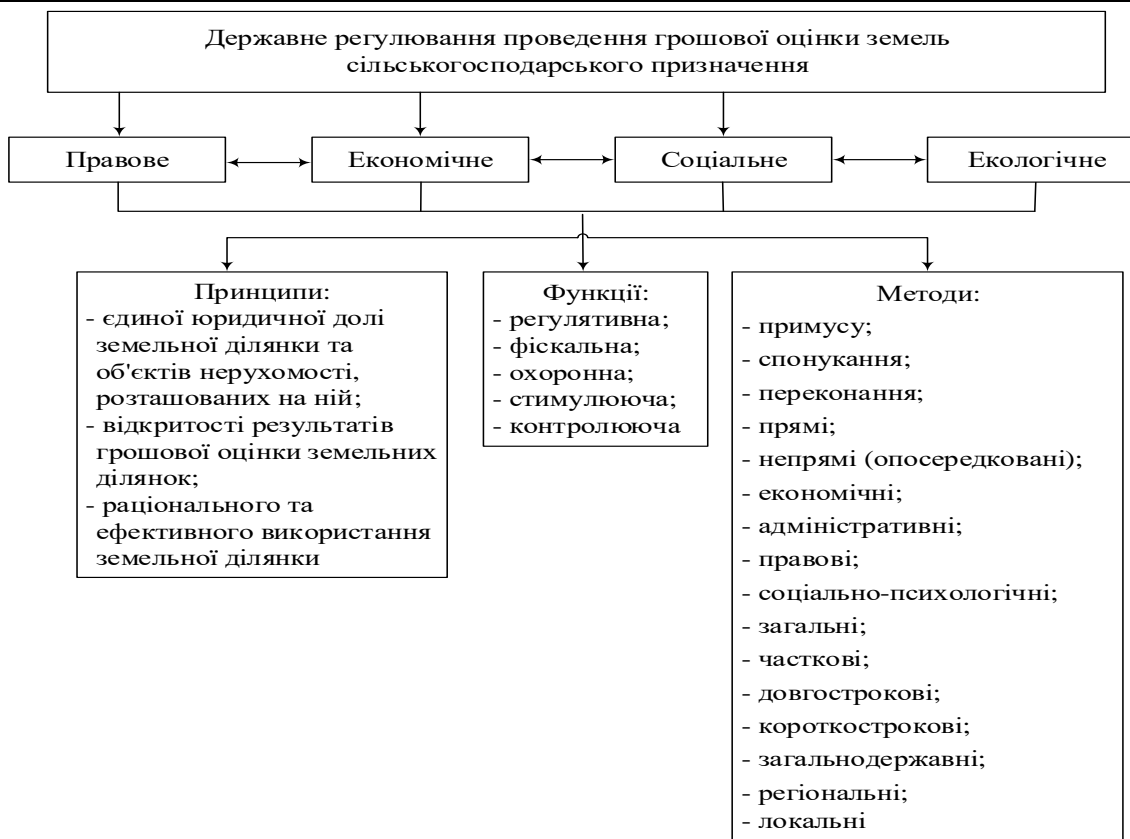 Державне регулювання проведення грошової оцінки земель
сільськогосподарського призначення
Правове
Економічне
Соціальне
Екологічне
Принципи:
- єдиної юридичної долі
земельної ділянки та
об'єктів нерухомості,
розташованих на ній;
- відкритості результатів
грошової оцінки земельних
ділянок;
- раціонального та
ефективного використання
земельної ділянки
Функції:
- регулятивна;
- фіскальна;
- охоронна;
- стимулююча;
- контролююча
Методи:
- примусу;
- спонукання;
- переконання;
- прямі;
- непрямі (опосередковані);
- економічні;
- адміністративні;
- правові;
- соціально-психологічні;
- загальні;
- часткові;
- довгострокові;
- короткострокові;
- загальнодержавні;
- регіональні;
- локальні